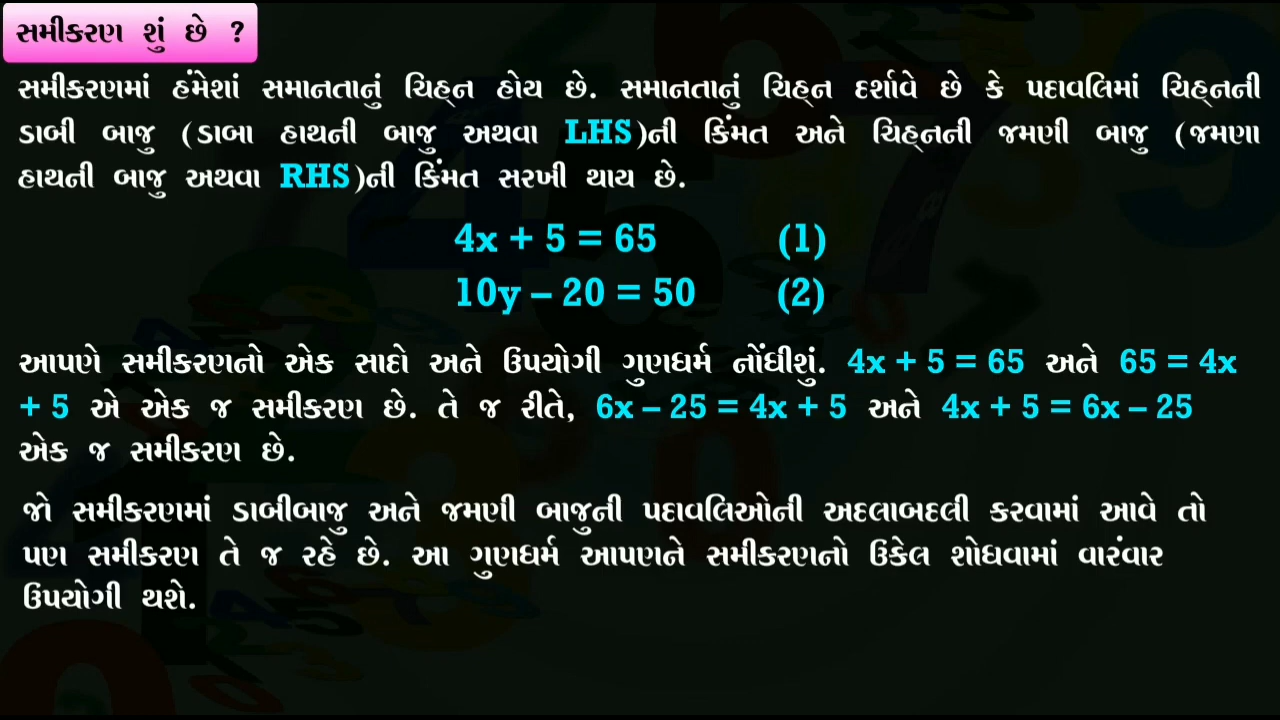 સમીકરણ શું છે ?
સમીકરણમાં હંમેશાં સમાનતાનું ચિહ્ન હોય છે. સમાનતાનું ચિહ્ન દર્શાવે છે કે પદાવલિમાં ચિહ્નની
ડાબી બાજુ (ડાબા હાથની બાજુ અથવા LHS)ની કિંમત અને ચિહ્નની જમણી બાજુ (જમણા
હાથની બાજુ અથવા RHS)ની કિંમત સરખી થાય છે.
4x + 5 = 65 (1)
10y – 20 = 50 (2)
આપણે સમીકરણનો એક સાદો અને ઉપયોગી ગુણધર્મ નોંધીશું. 4x + 5 = 65 અને 65 = 4x
+ 5 એ એક જ સમીકરણ છે. તે જ રીતે, 6x – 25 = 4x + 5 અને 4x + 5 = 6x – 25
એક જ સમીકરણ છે.
જો સમીકરણમાં ડાબીબાજુ અને જમણી બાજુની પદાવલિઓની અદલાબદલી કરવામાં આવે તો
પણ સમીકરણ તે જ રહે છે. આ ગુણધર્મ આપણને સમીકરણનો ઉકેલ શોધવામાં વારંવાર
ઉપયોગી થશે.